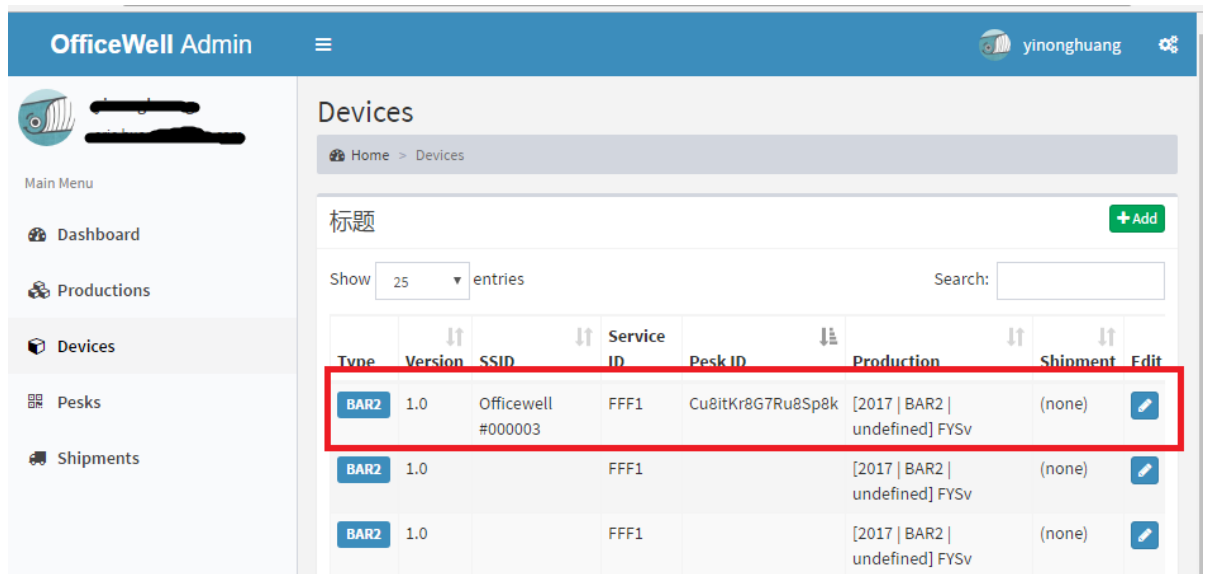 OfficeWell Admin
yinonghuang
Devices
Home > Devices
Main Menu
标题
Add
Dashboard
Show 25 entries Search:
Productions
Devices
Type Version SSID Service ID Pesk ID Production Shipment Edit
Pesks
BAR2 1.0 Officewell FFF1 Cu8itKr8G7Ru8Sp8k [2017 | BAR2 | (none)
#000003 undefined] FYSv
Shipments
BAR2 1.0 FFF1 [2017 | BAR2 | (none)
undefined] FYSv
BAR2 1.0 FFF1 [2017 | BAR2 | (none)
undefined] FYSv